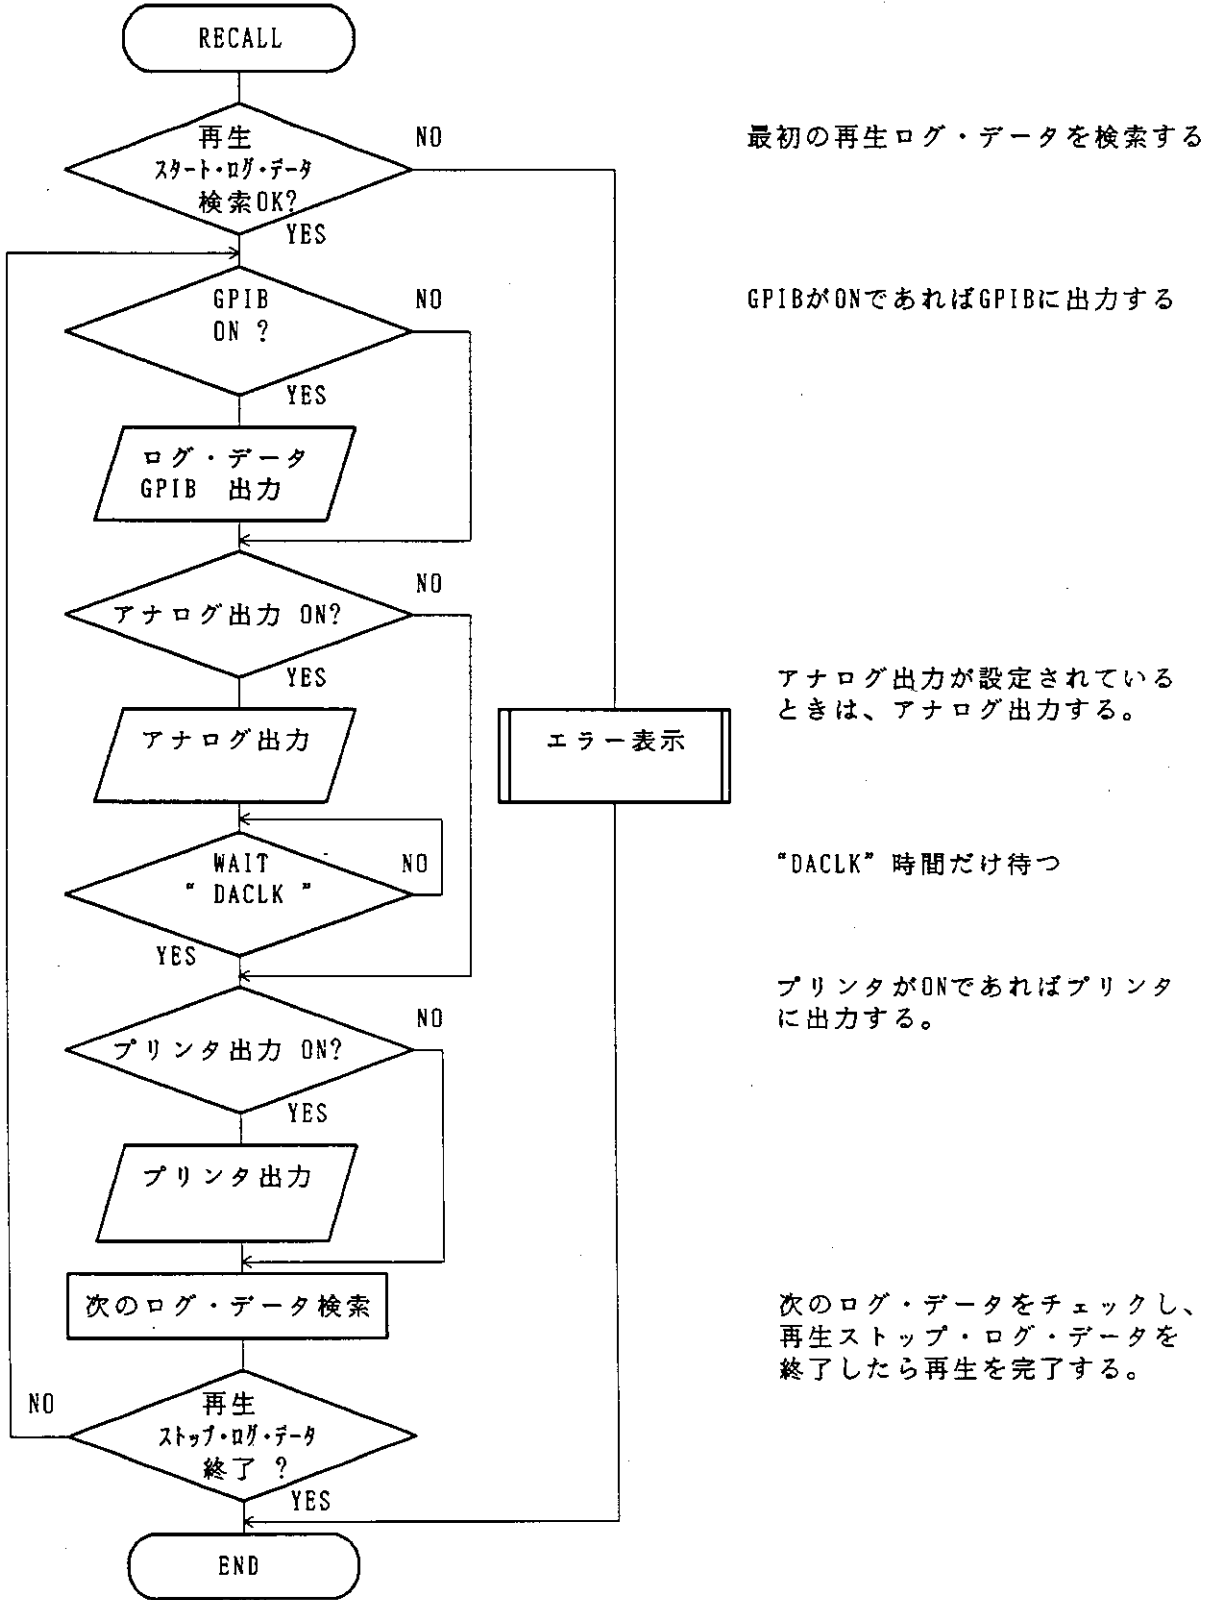 RECALL
再生
スタート・ログ・データ
検索OK?
NO
最初の再生ログ・データを検索する
YES
GPIB
ON ?
NO
GPIBがONであればGPIBに出力する
YES
ログ・データ
GPIB 出力
NO
アナログ出力 ON?
YES
アナログ出力が設定されている
ときは、アナログ出力する。
アナログ出力
エラー表示
WAIT
“ DACLK ”
NO
“DACLK” 時間だけ待つ
YES
プリンタがONであればプリンタ
に出力する。
NO
プリンタ出力 ON?
YES
プリンタ出力
次のログ・データ検索
次のログ・データをチェックし、
再生ストップ・ログ・データを
終了したら再生を完了する。
NO
再生
ストップ・ログ・データ
終了 ?
YES
END